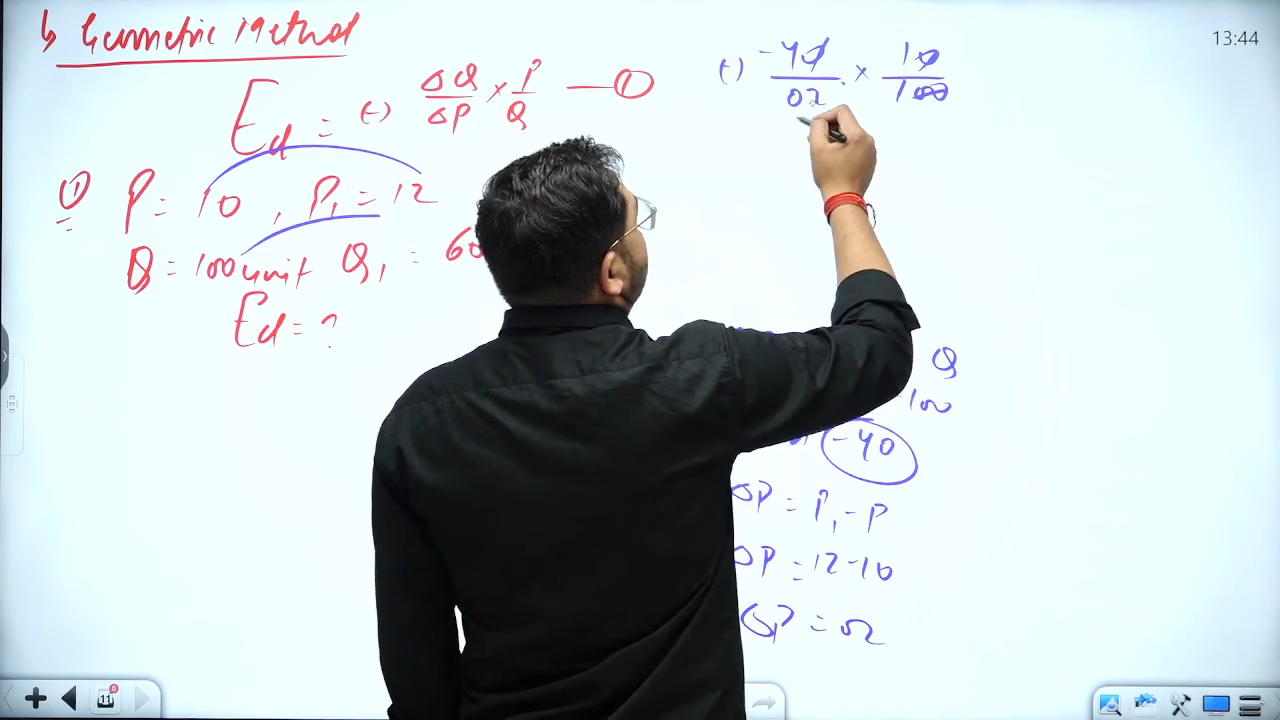 ↳ Geometric Method
13:44
Ed = (-) ΔQ/ΔP × P/Q — ①
(-) -40/02 × 10/100
① P = 10 , P₁ = 12
Q = 100 unit Q₁ = 60
Ed = ?
Q
100
-40
ΔP = P₁ - P
ΔP = 12 - 10
ΔP = 02
11